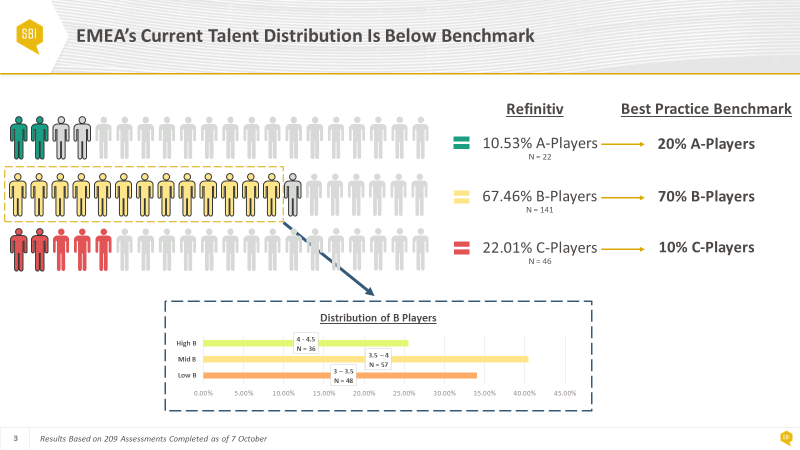 SBI
EMEA’s Current Talent Distribution Is Below Benchmark
Refinitiv
Best Practice Benchmark
10.53% A-Players
20% A-Players
N = 22
67.46% B-Players
70% B-Players
N = 141
22.01% C-Players
10% C-Players
N = 46
Distribution of B Players
High B
4 - 4.5
N = 36
Mid B
3.5 – 4
N = 57
Low B
3 – 3.5
N = 48
0.00% 5.00% 10.00% 15.00% 20.00% 25.00% 30.00% 35.00% 40.00% 45.00%
3
Results Based on 209 Assessments Completed as of 7 October
SBI